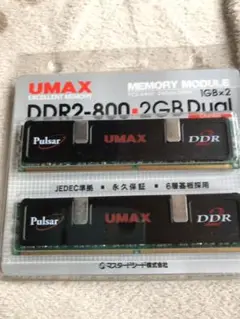 UMAX
EXCELLENT MEMORY
MEMORY MODULE
1GB×2
DDR2-800・2GB Dual
Pulsar
UMAX
DDR
JEDEC準拠 ・ 永久保証 ・ 6層基板採用
Pulsar
UMAX
DDR
マスタードシード株式会社